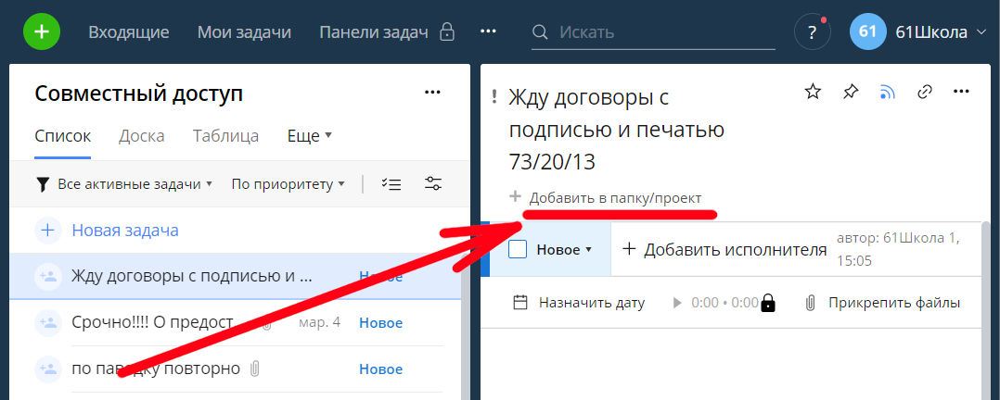 Входящие Мои задачи Панели задач ... Искать ? 61 61Школа
Совместный доступ ...
Список Доска Таблица Еще
Все активные задачи По приоритету
Новая задача
Жду договоры с подписью и ... Новое
Срочно!!!! О предост мар. 4 Новое
по паводку повторно Новое
! Жду договоры с
подписью и печатью
73/20/13
+ Добавить в папку/проект
Новое + Добавить исполнителя автор: 61Школа 1,
15:05
Назначить дату 0:00 • 0:00 Прикрепить файлы